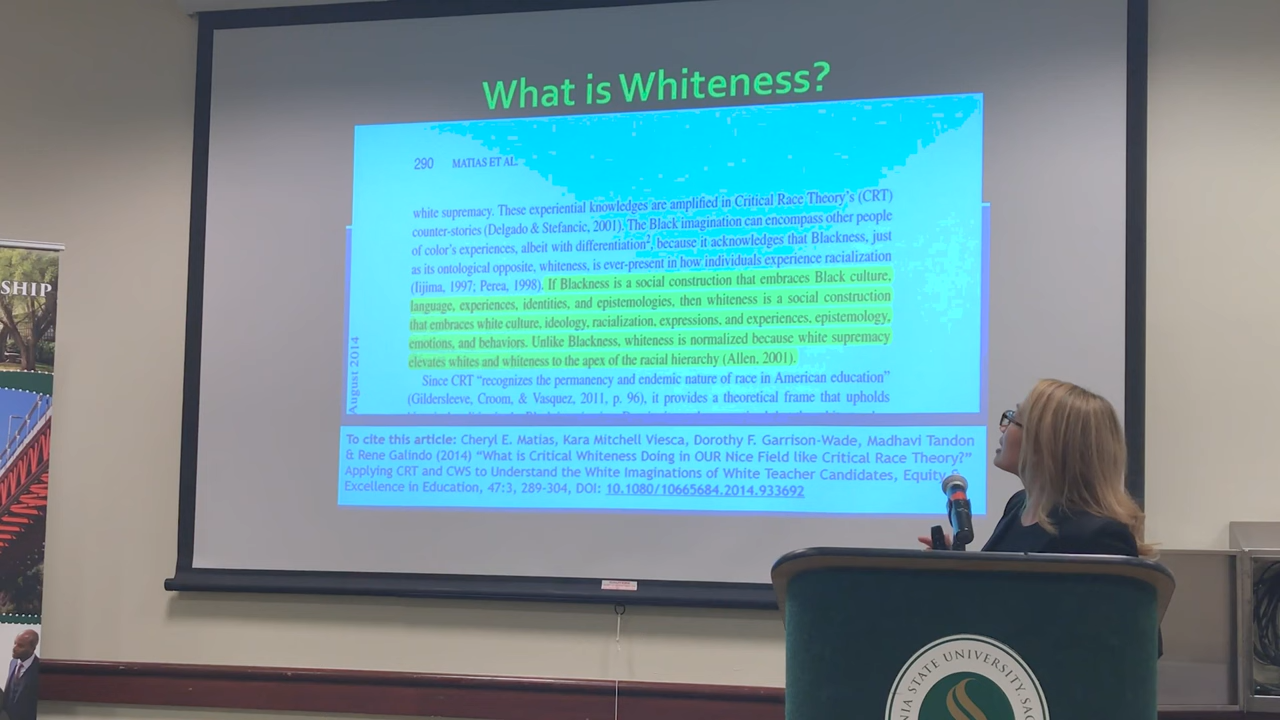 What is Whiteness?
290 MATIAS ET AL.
white supremacy. These experiential knowledges are amplified in Critical Race Theory's (CRT)
counter-stories (Delgado & Stefancic, 2001). The Black imagination can encompass other people
of color's experiences, albeit with differentiation², because it acknowledges that Blackness, just
as its ontological opposite, whiteness, is ever-present in how individuals experience racialization
(Iijima, 1997; Perea, 1998). If Blackness is a social construction that embraces Black culture,
language, experiences, identities, and epistemologies, then whiteness is a social construction
that embraces white culture, ideology, racialization, expressions, and experiences, epistemology,
emotions, and behaviors. Unlike Blackness, whiteness is normalized because white supremacy
elevates whites and whiteness to the apex of the racial hierarchy (Allen, 2001).
Since CRT “recognizes the permanency and endemic nature of race in American education”
(Gildersleeve, Croom, & Vasquez, 2011, p. 96), it provides a theoretical frame that upholds
August 2014
To cite this article: Cheryl E. Matias, Kara Mitchell Viesca, Dorothy F. Garrison-Wade, Madhavi Tandon
& Rene Galindo (2014) “What is Critical Whiteness Doing in OUR Nice Field like Critical Race Theory?”
Applying CRT and CWS to Understand the White Imaginations of White Teacher Candidates, Equity &
Excellence in Education, 47:3, 289-304, DOI: 10.1080/10665684.2014.933692
SHIP
NIA STATE UNIVERSITY, SAC